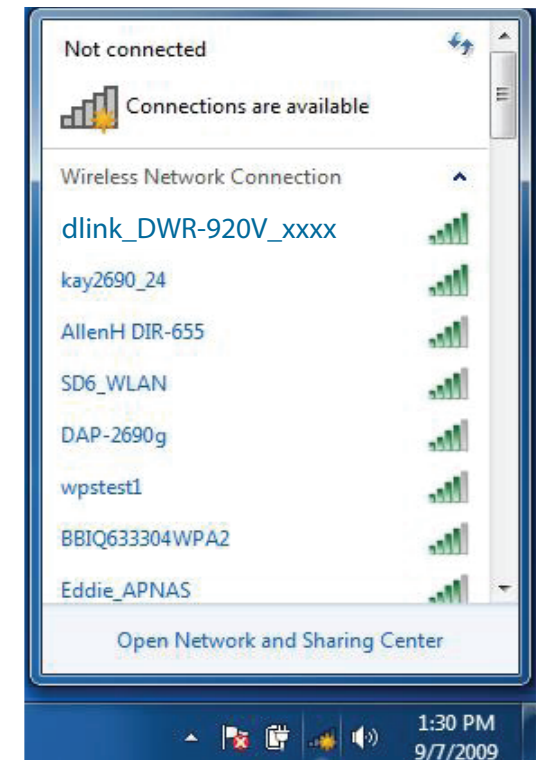 Not connected
Connections are available
Wireless Network Connection
dlink_DWR-920V_xxxx
kay2690_24
AllenH DIR-655
SD6_WLAN
DAP-2690g
wpstest1
BBIQ633304WPA2
Eddie_APNAS
Open Network and Sharing Center
1:30 PM
9/7/2009